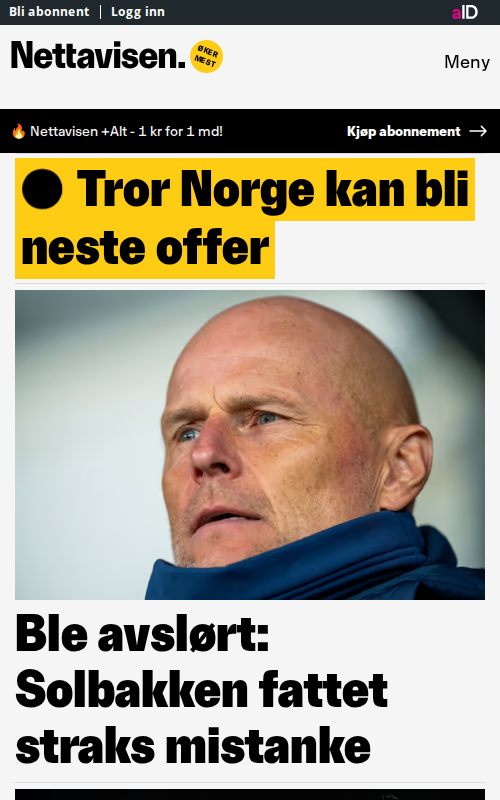 Bli abonnent
Logg inn
aID
Nettavisen.
ØKER
MEST
Meny
🔥 Nettavisen +Alt - 1 kr for 1 md!
Kjøp abonnement →
● Tror Norge kan bli
neste offer
Ble avslørt:
Solbakken fattet
straks mistanke